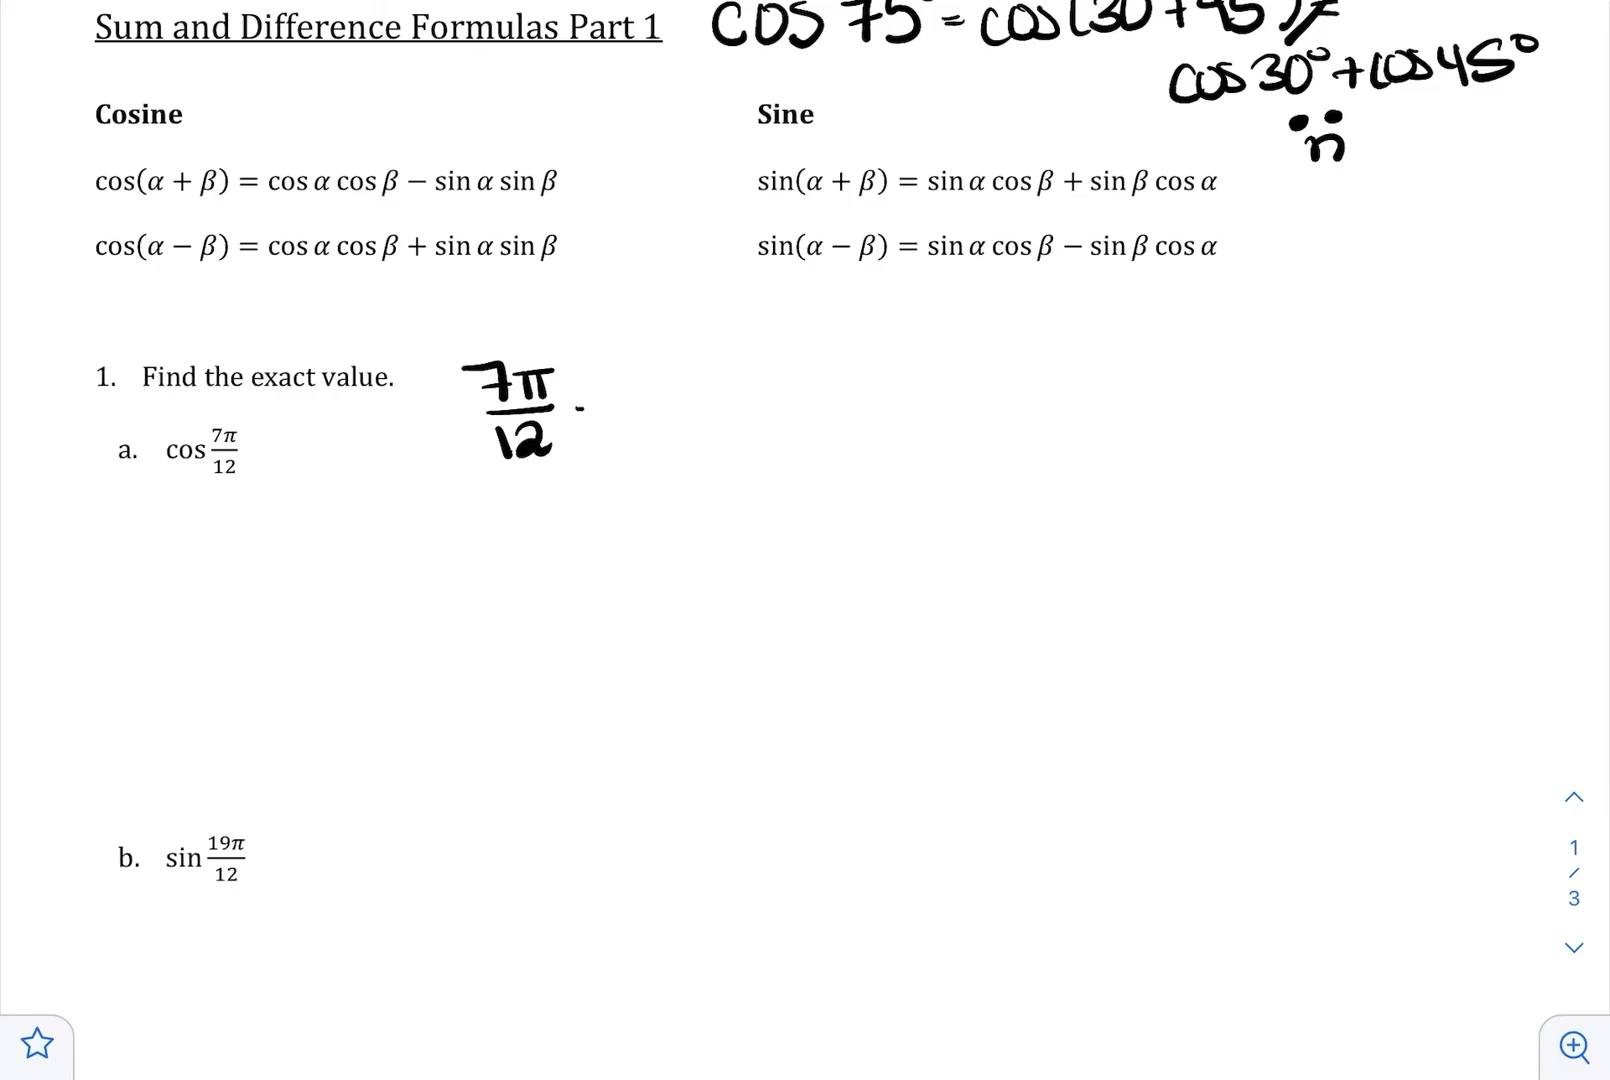 Sum and Difference Formulas Part 1
cos 75° = cos(30 + 45) ≠
cos 30° + cos 45°
Cosine
Sine
cos(α + β) = cos α cos β − sin α sin β
sin(α + β) = sin α cos β + sin β cos α
cos(α − β) = cos α cos β + sin α sin β
sin(α − β) = sin α cos β − sin β cos α
1. Find the exact value.
7π/12
a. cos 7π/12
b. sin 19π/12
1
/
3